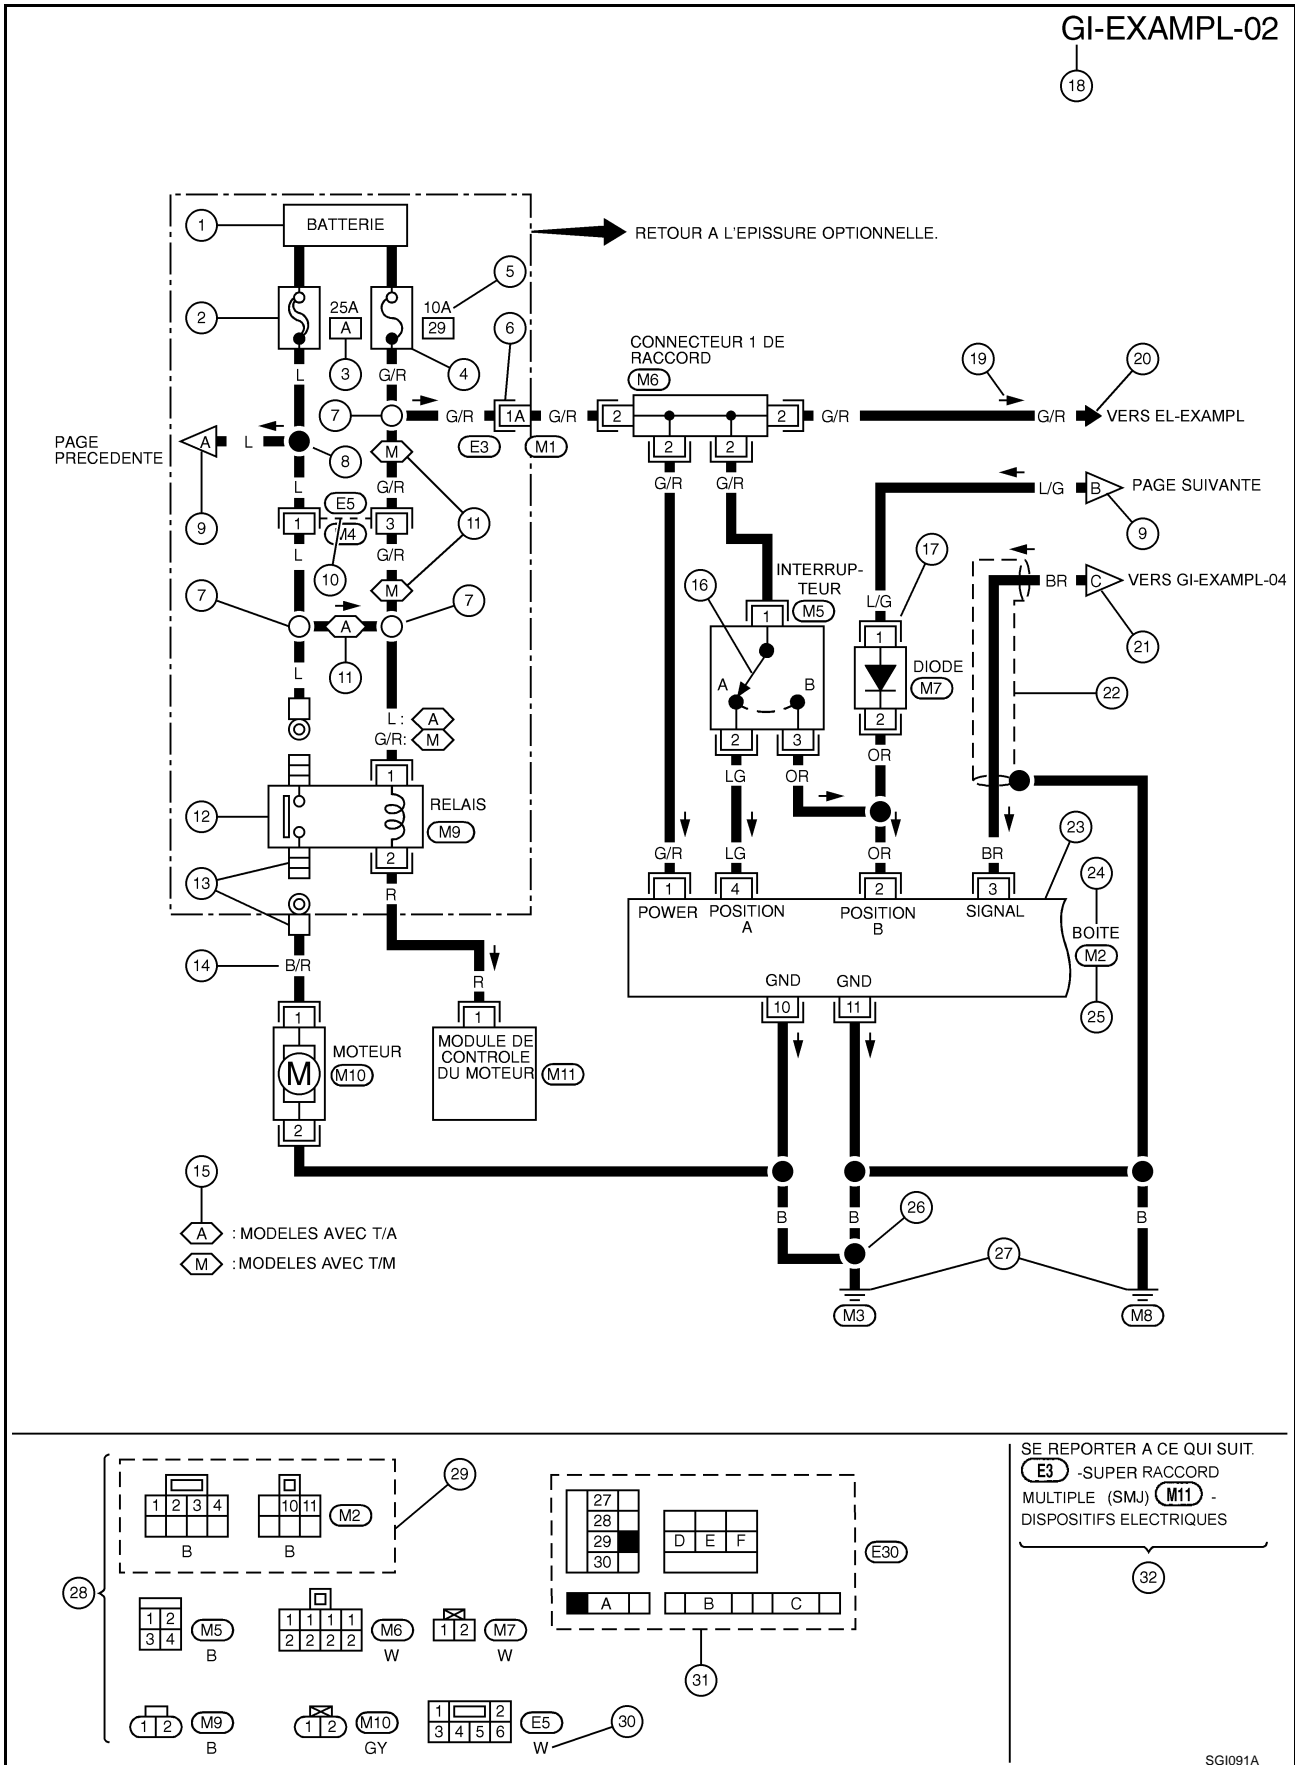 GI-EXAMPL-02
18
1
BATTERIE
RETOUR A L'EPISSURE OPTIONNELLE.
5
2
25A
A
10A
29
6
3
4
CONNECTEUR 1 DE
RACCORD
M6
19
20
L
G/R
7
G/R
1A
G/R
2
2
G/R
G/R
VERS EL-EXAMPL
E3
M1
PAGE
PRECEDENTE
A
L
8
M
2
2
G/R
G/R
L/G
B
PAGE SUIVANTE
9
L
G/R
E5
1
3
M4
11
9
L
G/R
10
17
INTERRUP-
TEUR
M5
16
BR
C
VERS GI-EXAMPL-04
7
M
7
L/G
1
1
A
11
21
L
DIODE
M7
A
B
22
L :
A
G/R:
M
2
3
2
LG
OR
OR
1
12
RELAIS
M9
2
23
13
G/R
LG
OR
BR
24
R
1
4
2
3
POWER
POSITION
A
POSITION
B
SIGNAL
BOITE
M2
14
B/R
R
GND
GND
10
11
25
1
1
MOTEUR
M10
M
MODULE DE
CONTROLE
DU MOTEUR
M11
2
15
A
: MODELES AVEC T/A
M
: MODELES AVEC T/M
B
B
B
26
27
M3
M8
28
29
1 2 3 4
10 11
M2
B
B
27
28
29
30
D E F
E30
A
B
C
31
1 2
3 4
M5
B
1 1 1 1
2 2 2 2
M6
W
1 2
M7
W
1 2
M9
B
1 2
M10
GY
1 2
3 4 5 6
E5
W
30
SE REPORTER A CE QUI SUIT.
E3 -SUPER RACCORD
MULTIPLE (SMJ) M11 -
DISPOSITIFS ELECTRIQUES
32
SGI091A